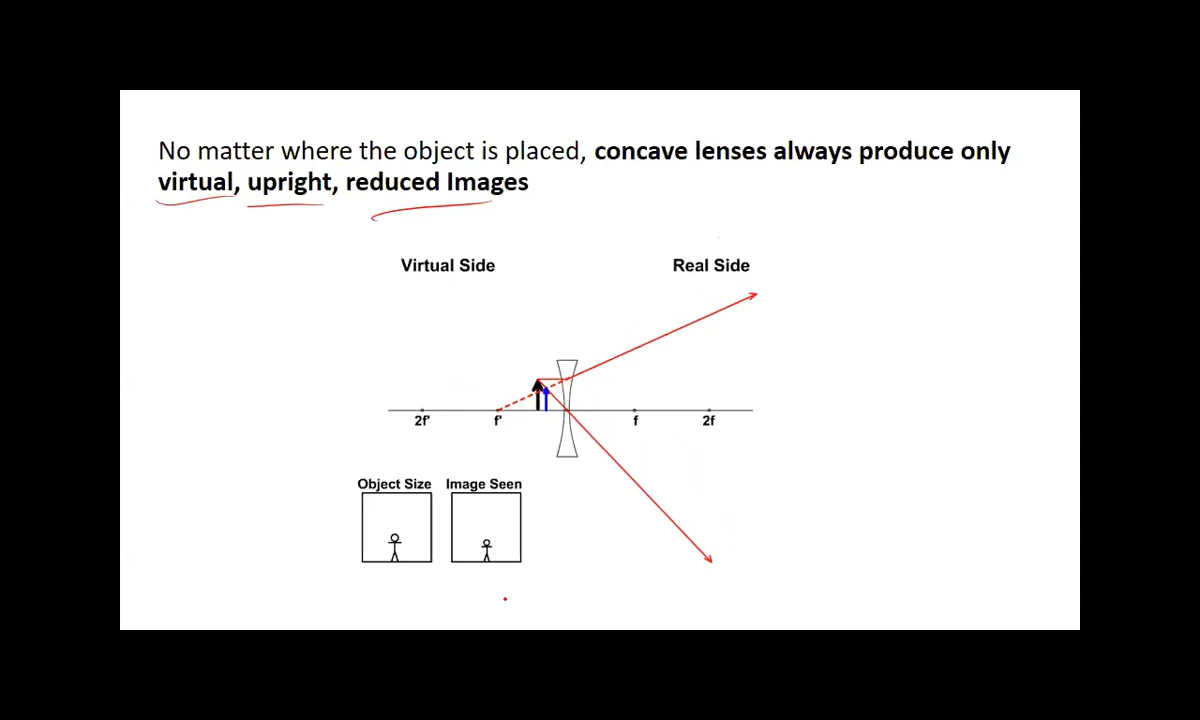 No matter where the object is placed, concave lenses always produce only
virtual, upright, reduced Images
Virtual Side
Real Side
2f'
f'
f
2f
Object Size
Image Seen